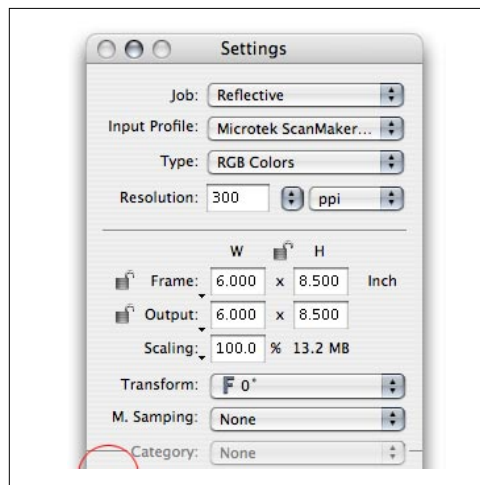 Settings
Job: Reflective
Input Profile: Microtek ScanMaker...
Type: RGB Colors
Resolution: 300 ppi
W H
Frame: 6.000 x 8.500 Inch
Output: 6.000 x 8.500
Scaling: 100.0 % 13.2 MB
Transform: F 0°
M. Samping: None
Category: None